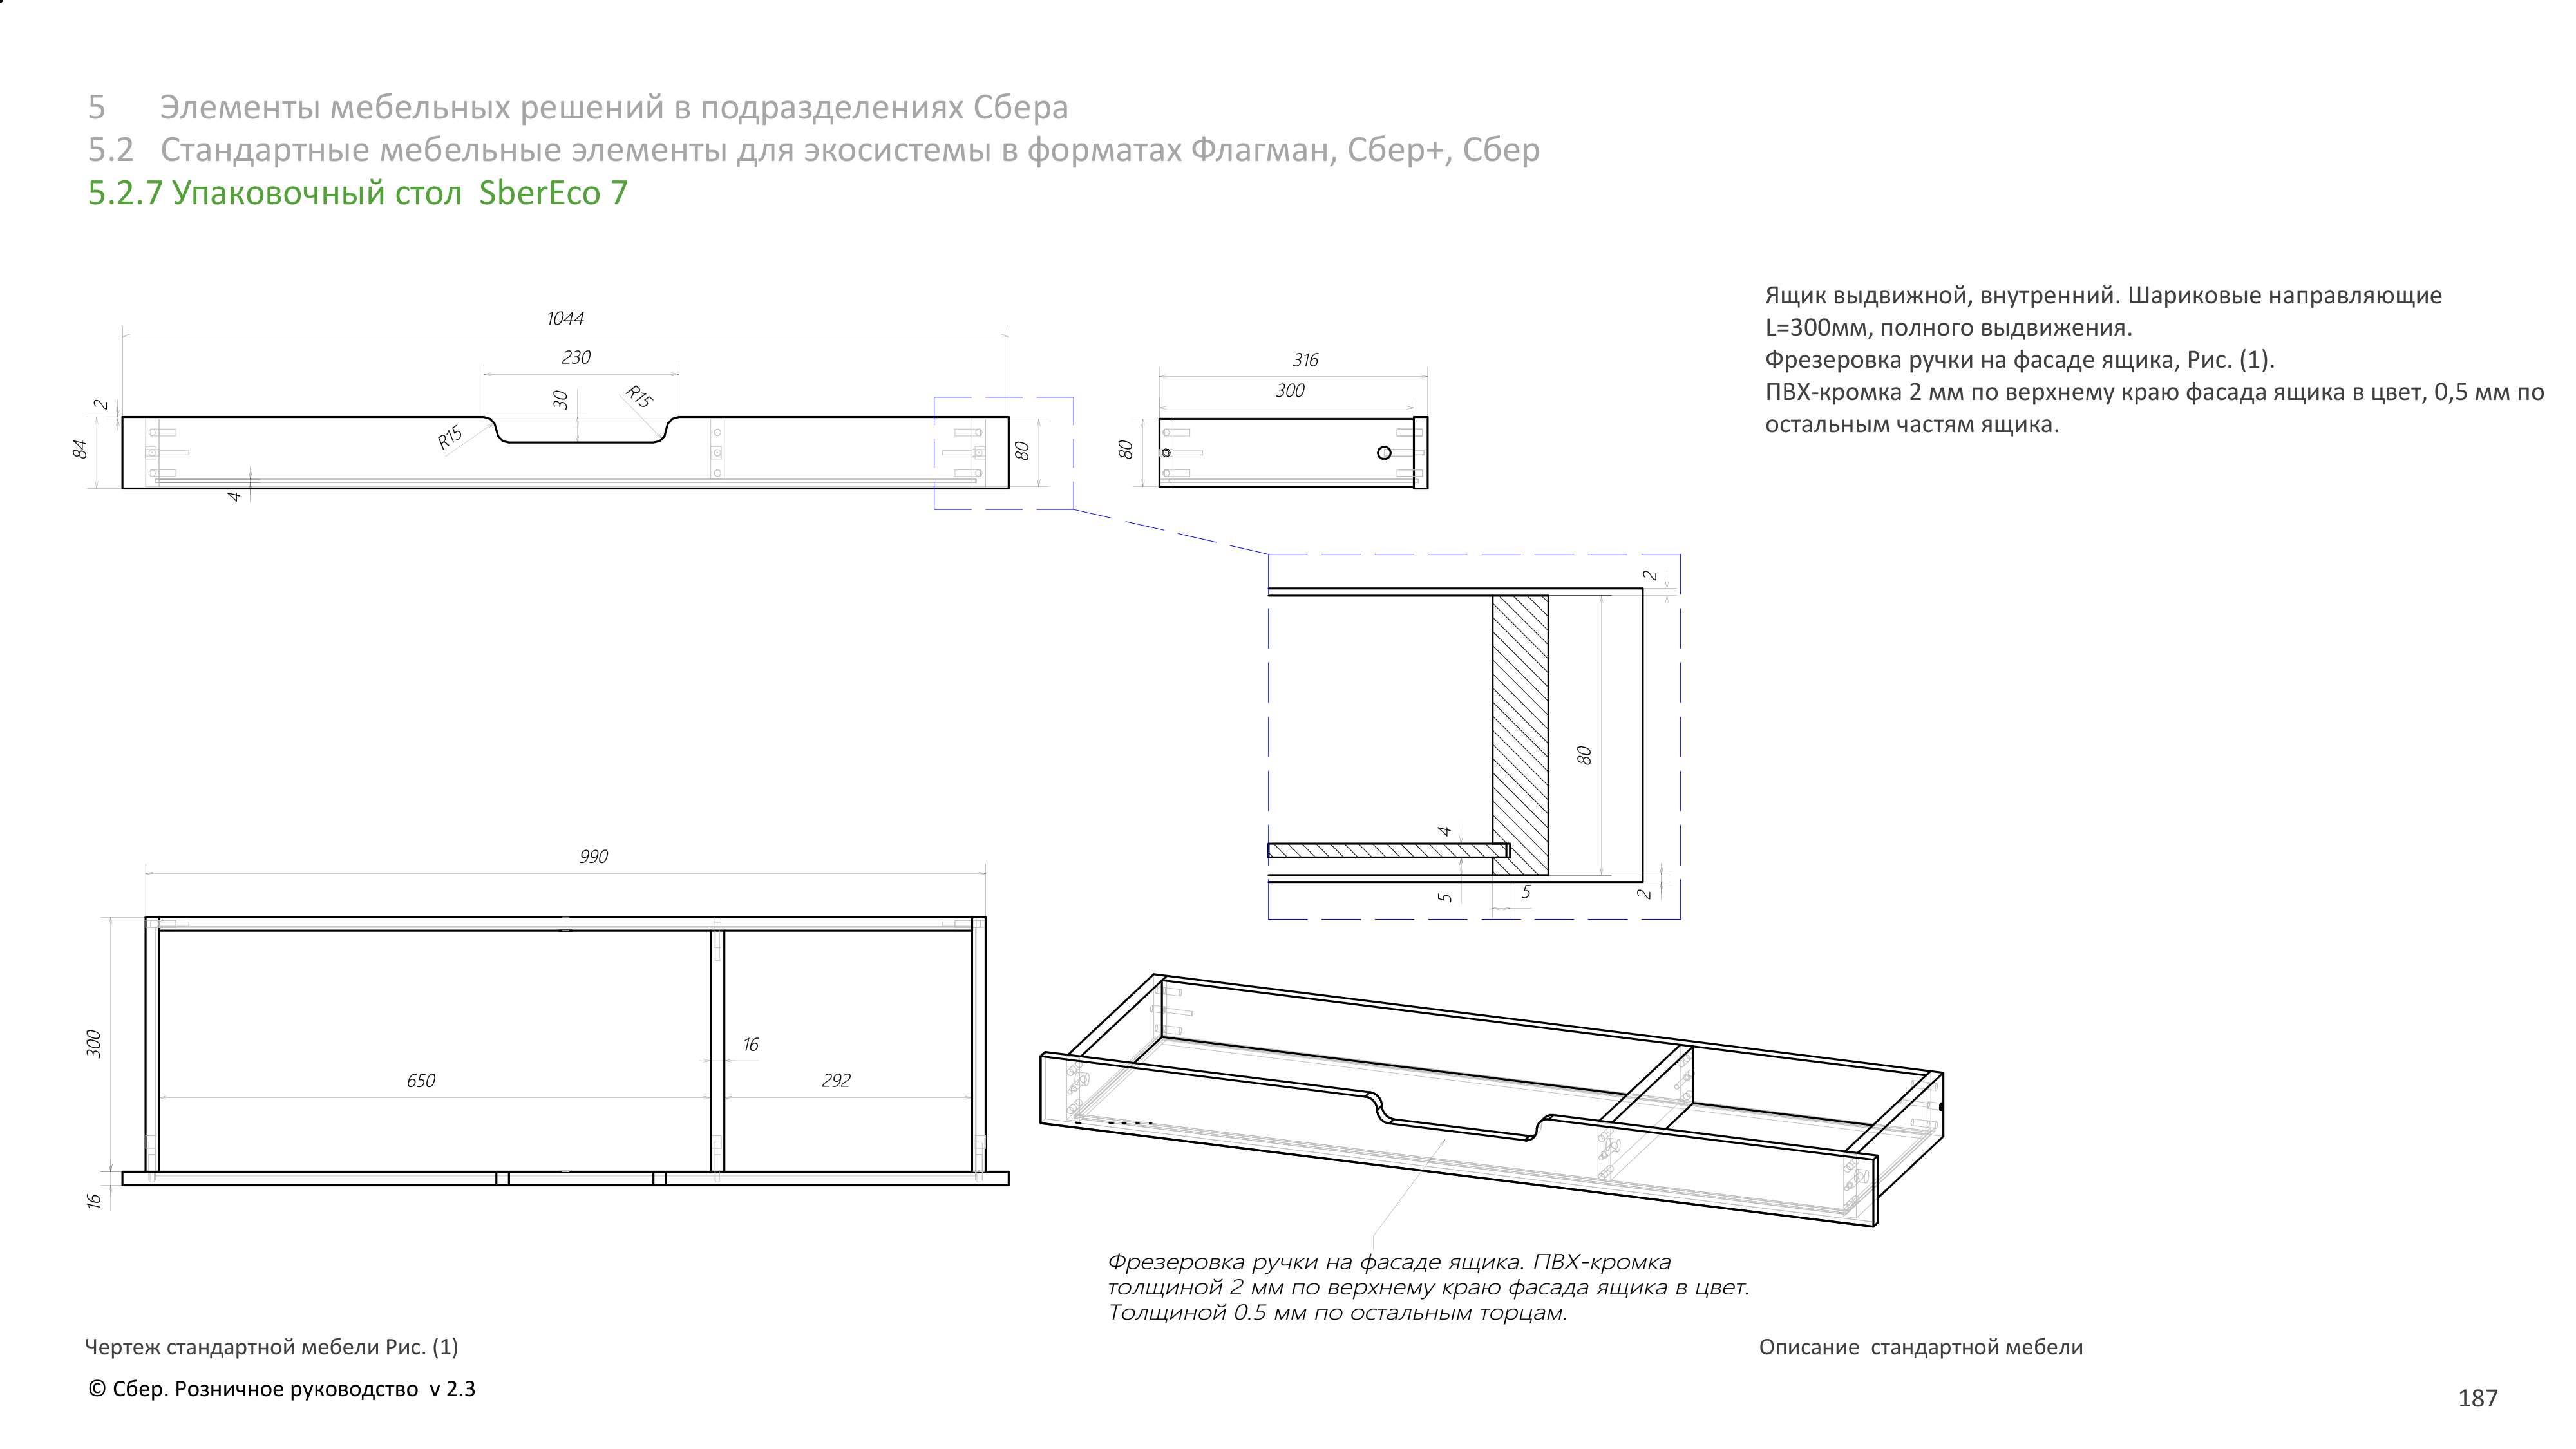 5 Элементы мебельных решений в подразделениях Сбера
5.2 Стандартные мебельные элементы для экосистемы в форматах Флагман, Сбер+, Сбер
5.2.7 Упаковочный стол SberEco 7
Ящик выдвижной, внутренний. Шариковые направляющие
L=300мм, полного выдвижения.
Фрезеровка ручки на фасаде ящика, Рис. (1).
ПВХ-кромка 2 мм по верхнему краю фасада ящика в цвет, 0,5 мм по
остальным частям ящика.
1044
230
30
R15
R15
2
84
4
80
316
300
80
2
80
4
5
5
2
990
300
650
16
292
16
Фрезеровка ручки на фасаде ящика. ПВХ-кромка
толщиной 2 мм по верхнему краю фасада ящика в цвет.
Толщиной 0.5 мм по остальным торцам.
Чертеж стандартной мебели Рис. (1)
Описание стандартной мебели
© Сбер. Розничное руководство v 2.3
187